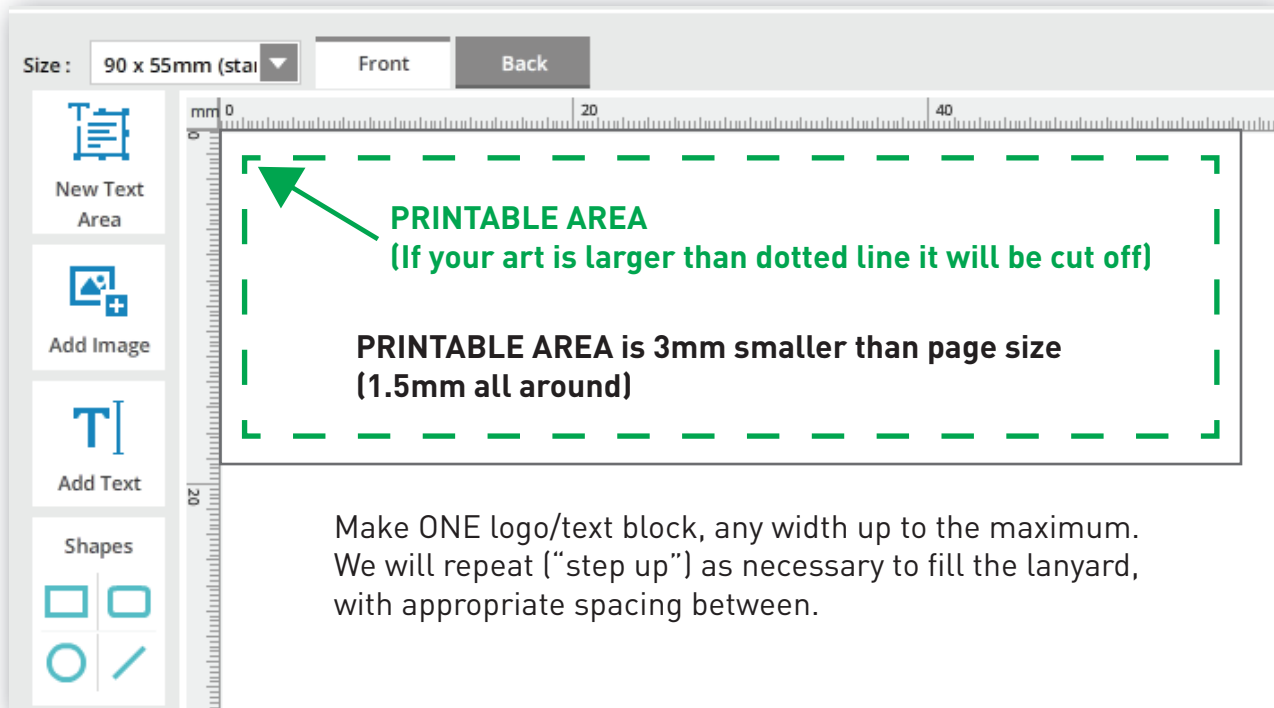 Size :
90 x 55mm (sta
Front
Back
mm
0
20
40
0
20
New Text
Area
Add Image
Add Text
Shapes
PRINTABLE AREA
(If your art is larger than dotted line it will be cut off)
PRINTABLE AREA is 3mm smaller than page size
(1.5mm all around)
Make ONE logo/text block, any width up to the maximum.
We will repeat (“step up”) as necessary to fill the lanyard,
with appropriate spacing between.